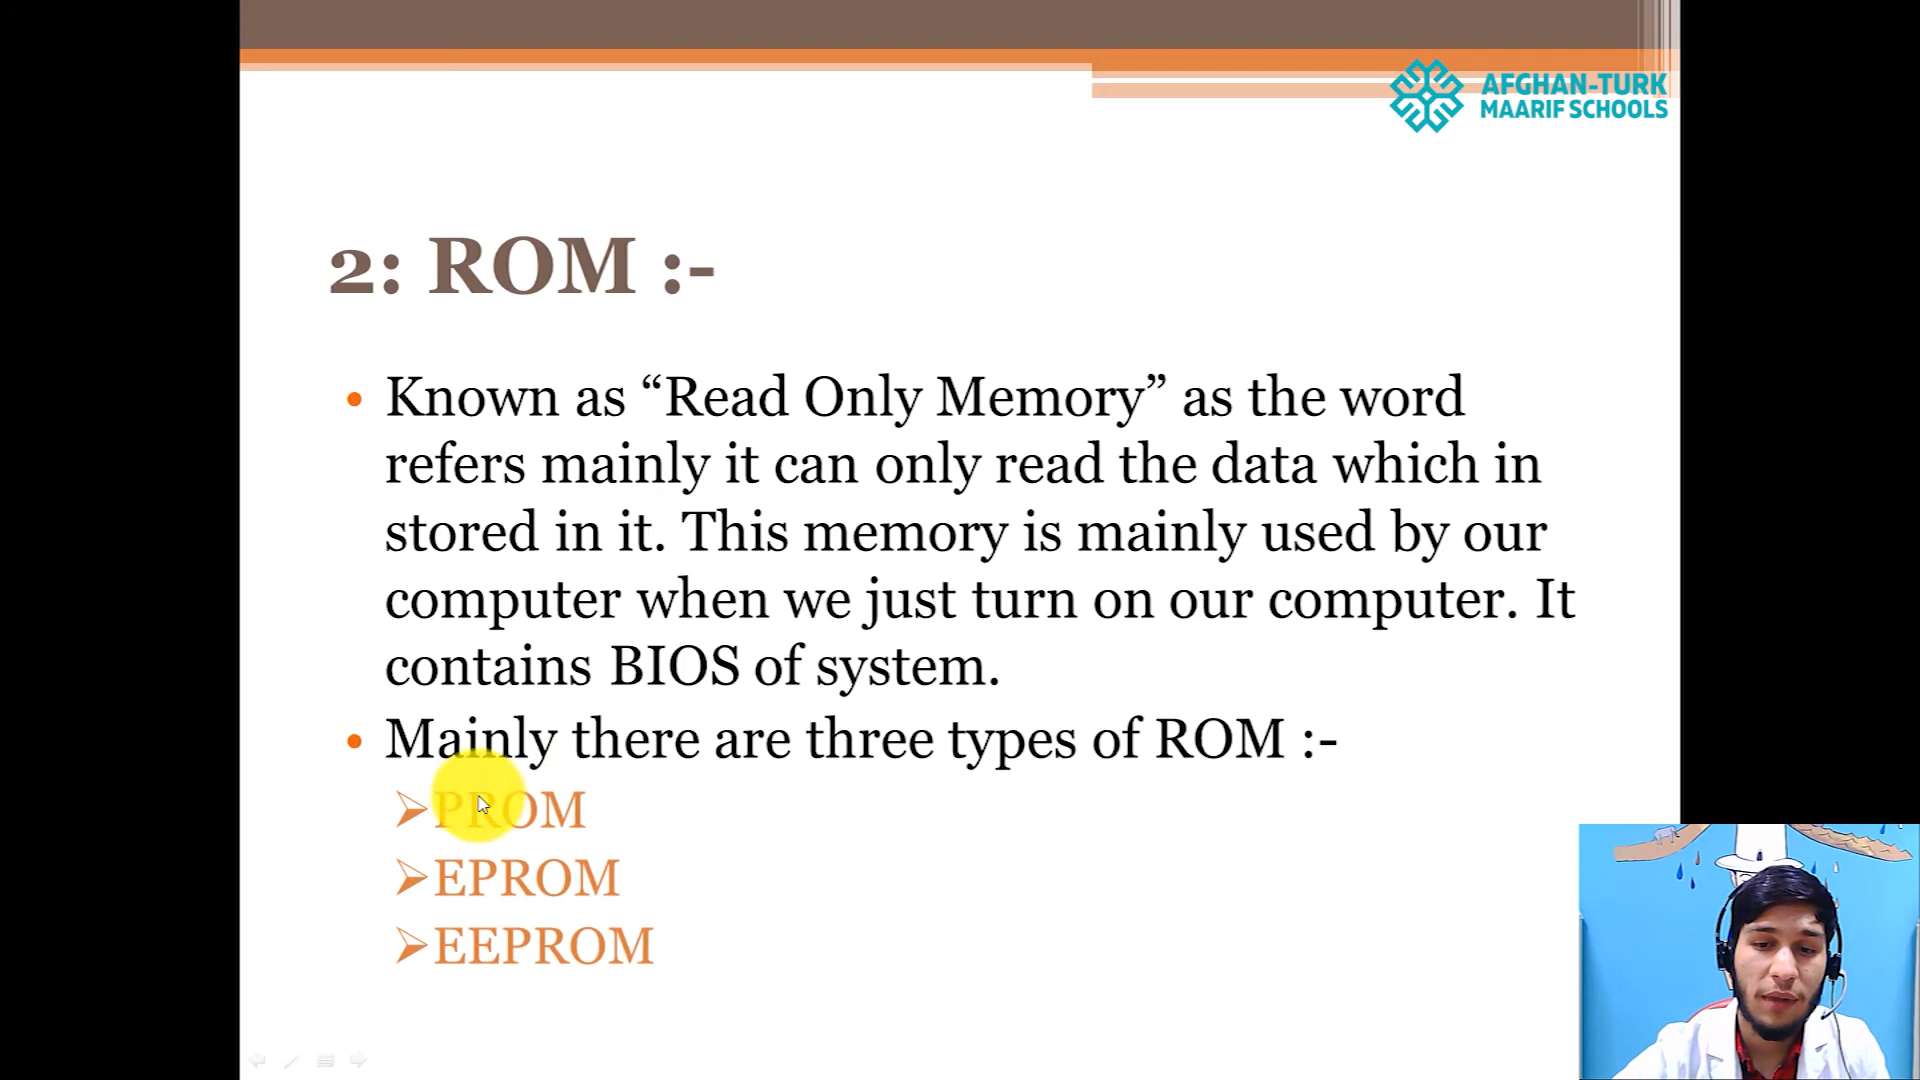 AFGHAN-TURK
MAARIF SCHOOLS
2: ROM :-
• Known as “Read Only Memory” as the word
refers mainly it can only read the data which in
stored in it. This memory is mainly used by our
computer when we just turn on our computer. It
contains BIOS of system.
• Mainly there are three types of ROM :-
➢PROM
➢EPROM
➢EEPROM